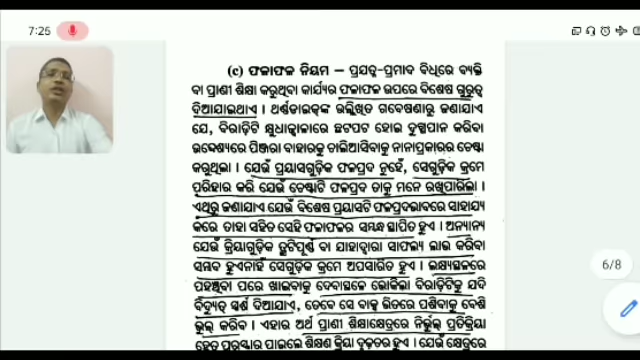 7:25
(c) ଫଳାଫଳ ନିୟମ – ପ୍ରଯତ୍ନ-ପ୍ରମାଦ ବିଧିରେ ବ୍ୟକ୍ତି
ବା ପ୍ରାଣୀ ଶିକ୍ଷା କରୁଥିବା କାର୍ଯ୍ୟର ଫଳାଫଳ ଉପରେ ବିଶେଷ ଗୁରୁତ୍ୱ
ଦିଆଯାଇଥାଏ । ଥର୍ଣ୍ଣଡାଇକ୍‌ଙ୍କ ଉଲ୍ଲିଖିତ ଗବେଷଣାରୁ ଜଣାଯାଏ
ଯେ, ବିରାଡ଼ିଟି କ୍ଷୁଧାଜ୍ୱାଳାରେ ଛଟପଟ ହୋଇ ଦୁଗ୍ଧପାନ କରିବା
ଉଦ୍ଦେଶ୍ୟରେ ପିଞ୍ଜରା ବାହାରକୁ ଚାଲିଆସିବାକୁ ନାନାପ୍ରକାରର ଚେଷ୍ଟା
କରୁଥିଲା । ଯେଉଁ ପ୍ରୟାସଗୁଡ଼ିକ ଫଳପ୍ରଦ ନୁହେଁ, ସେଗୁଡ଼ିକ କ୍ରମେ
ପରିହାର କରି ଯେଉଁ ଚେଷ୍ଟାଟି ଫଳପ୍ରଦ ତାକୁ ମନେ ରଖିପାରିଲା ।
ଏଥିରୁ ଜଣାଯାଏ ଯେଉଁ ବିଶେଷ ପ୍ରୟାସଟି ଫଳପ୍ରଦଭାବରେ ସାହାଯ୍ୟ
କରେ ତାହା ସହିତ ସେହି ଫଳାଫଳର ସମ୍ବନ୍ଧ ସ୍ଥାପିତ ହୁଏ । ଅନ୍ୟାନ୍ୟ
ଯେଉଁ କ୍ରିୟାଗୁଡ଼ିକ ତ୍ରୁଟିପୂର୍ଣ୍ଣ ବା ଯାହାଦ୍ୱାରା ସାଫଲ୍ୟ ଲାଭ କରିବା
ସମ୍ଭବ ହୁଏନାହିଁ ସେଗୁଡ଼ିକ କ୍ରମେ ଅପସାରିତ ହୁଏ । ଲକ୍ଷ୍ୟସ୍ଥଳରେ
ପହଞ୍ଚିବା ପରେ ଖାଇବାକୁ ଦେବାସ୍ଥଳେ ଭୋକିଲା ବିରାଡ଼ିଟିକୁ ଯଦି
ବିଦ୍ୟୁତ୍ ସ୍ପର୍ଶ ଦିଆଯାଏ, ତେବେ ସେ ବାକ୍ସ ଭିତରେ ପଶିବାକୁ ବେଶି
ଭୁଲ୍ କରିବ । ଏହାର ଅର୍ଥ ପ୍ରାଣୀ ଶିକ୍ଷାକ୍ଷେତ୍ରରେ ନିର୍ଭୁଲ୍ ପ୍ରତିକ୍ରିୟା
ହେତୁ ପୁରସ୍କାର ପାଇଲେ ଶିକ୍ଷଣ କ୍ରିୟା ଦୃଢ଼ତର ହୁଏ । ଯେଉଁ କ୍ଷେତ୍ରରେ
6/8